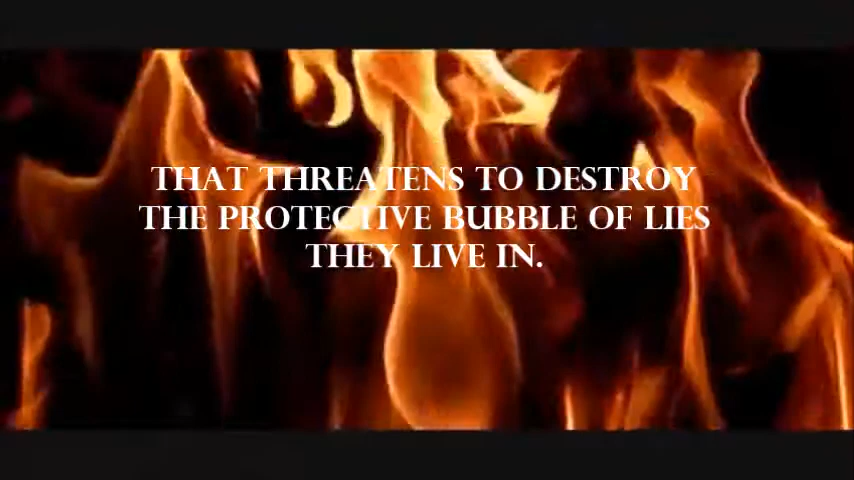 THAT THREATENS TO DESTROY
THE PROTECTIVE BUBBLE OF LIES
THEY LIVE IN.